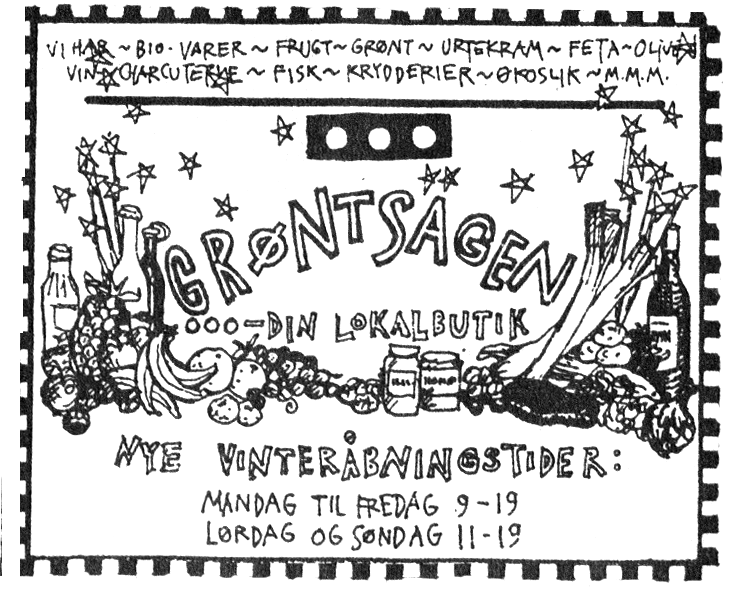 VI HAR ~ BIO-VARER ~ FRUGT ~ GRØNT ~ URTEKRAM ~ FETA ~ OLIVEN
VIN ~ CHARCUTERIE ~ FISK ~ KRYDDERIER ~ ØKOSLIK ~ M.M.M.
GRØNTSAGEN
...-DIN LOKALBUTIK
NYE VINTERÅBNINGSTIDER:
MANDAG TIL FREDAG 9-19
LØRDAG OG SØNDAG 11-19